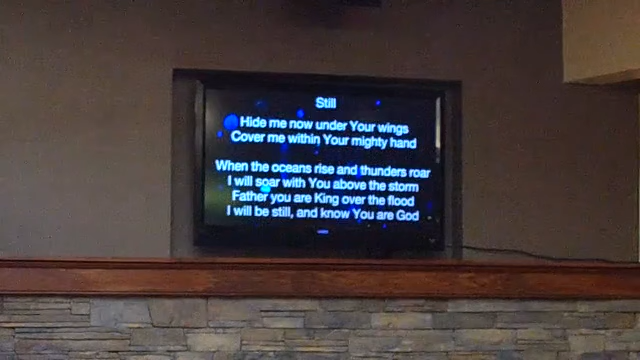 Still
Hide me now under Your wings
Cover me within Your mighty hand
When the oceans rise and thunders roar
I will soar with You above the storm
Father you are King over the flood
I will be still, and know You are God